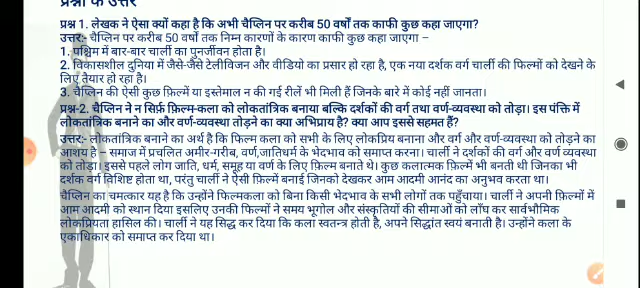 प्रश्नों के उत्तर
प्रश्न 1. लेखक ने ऐसा क्यों कहा है कि अभी चैप्लिन पर करीब 50 वर्षों तक काफी कुछ कहा जाएगा?
उत्तर:- चैप्लिन पर करीब 50 वर्षों तक निम्न कारणों के कारण काफी कुछ कहा जाएगा –
1. पश्चिम में बार-बार चार्ली का पुनर्जीवन होता है।
2. विकासशील दुनिया में जैसे-जैसे टेलीविजन और वीडियो का प्रसार हो रहा है, एक नया दर्शक वर्ग चार्ली की फिल्मों को देखने के
लिए तैयार हो रहा है।
3. चैप्लिन की ऐसी कुछ फ़िल्में या इस्तेमाल न की गई रीलें भी मिली हैं जिनके बारे में कोई नहीं जानता।
प्रश्न-2. चैप्लिन ने न सिर्फ़ फ़िल्म-कला को लोकतांत्रिक बनाया बल्कि दर्शकों की वर्ग तथा वर्ण-व्यवस्था को तोड़ा। इस पंक्ति में
लोकतांत्रिक बनाने का और वर्ण-व्यवस्था तोड़ने का क्या अभिप्राय है? क्या आप इससे सहमत हैं?
उत्तर:- लोकतांत्रिक बनाने का अर्थ है कि फिल्म कला को सभी के लिए लोकप्रिय बनाना और वर्ग और वर्ण-व्यवस्था को तोड़ने का
आशय है – समाज में प्रचलित अमीर-गरीब, वर्ण,जातिधर्म के भेदभाव को समाप्त करना। चार्ली ने दर्शकों की वर्ग और वर्ण व्यवस्था
को तोड़ा। इससे पहले लोग जाति, धर्म, समूह या वर्ण के लिए फ़िल्म बनाते थे। कुछ कलात्मक फ़िल्में भी बनती थी जिनका भी
दर्शक वर्ग विशिष्ट होता था, परंतु चार्ली ने ऐसी फ़िल्में बनाई जिनको देखकर आम आदमी आनंद का अनुभव करता था।
चैप्लिन का चमत्कार यह है कि उन्होंने फिल्मकला को बिना किसी भेदभाव के सभी लोगों तक पहुँचाया। चार्ली ने अपनी फ़िल्मों में
आम आदमी को स्थान दिया इसलिए उनकी फिल्मों ने समय भूगोल और संस्कृतियों की सीमाओं को लाँघ कर सार्वभौमिक
लोकप्रियता हासिल की। चार्ली ने यह सिद्ध कर दिया कि कला स्वतन्त्र होती है, अपने सिद्धांत स्वयं बनाती है। उन्होंने कला के
एकाधिकार को समाप्त कर दिया था।